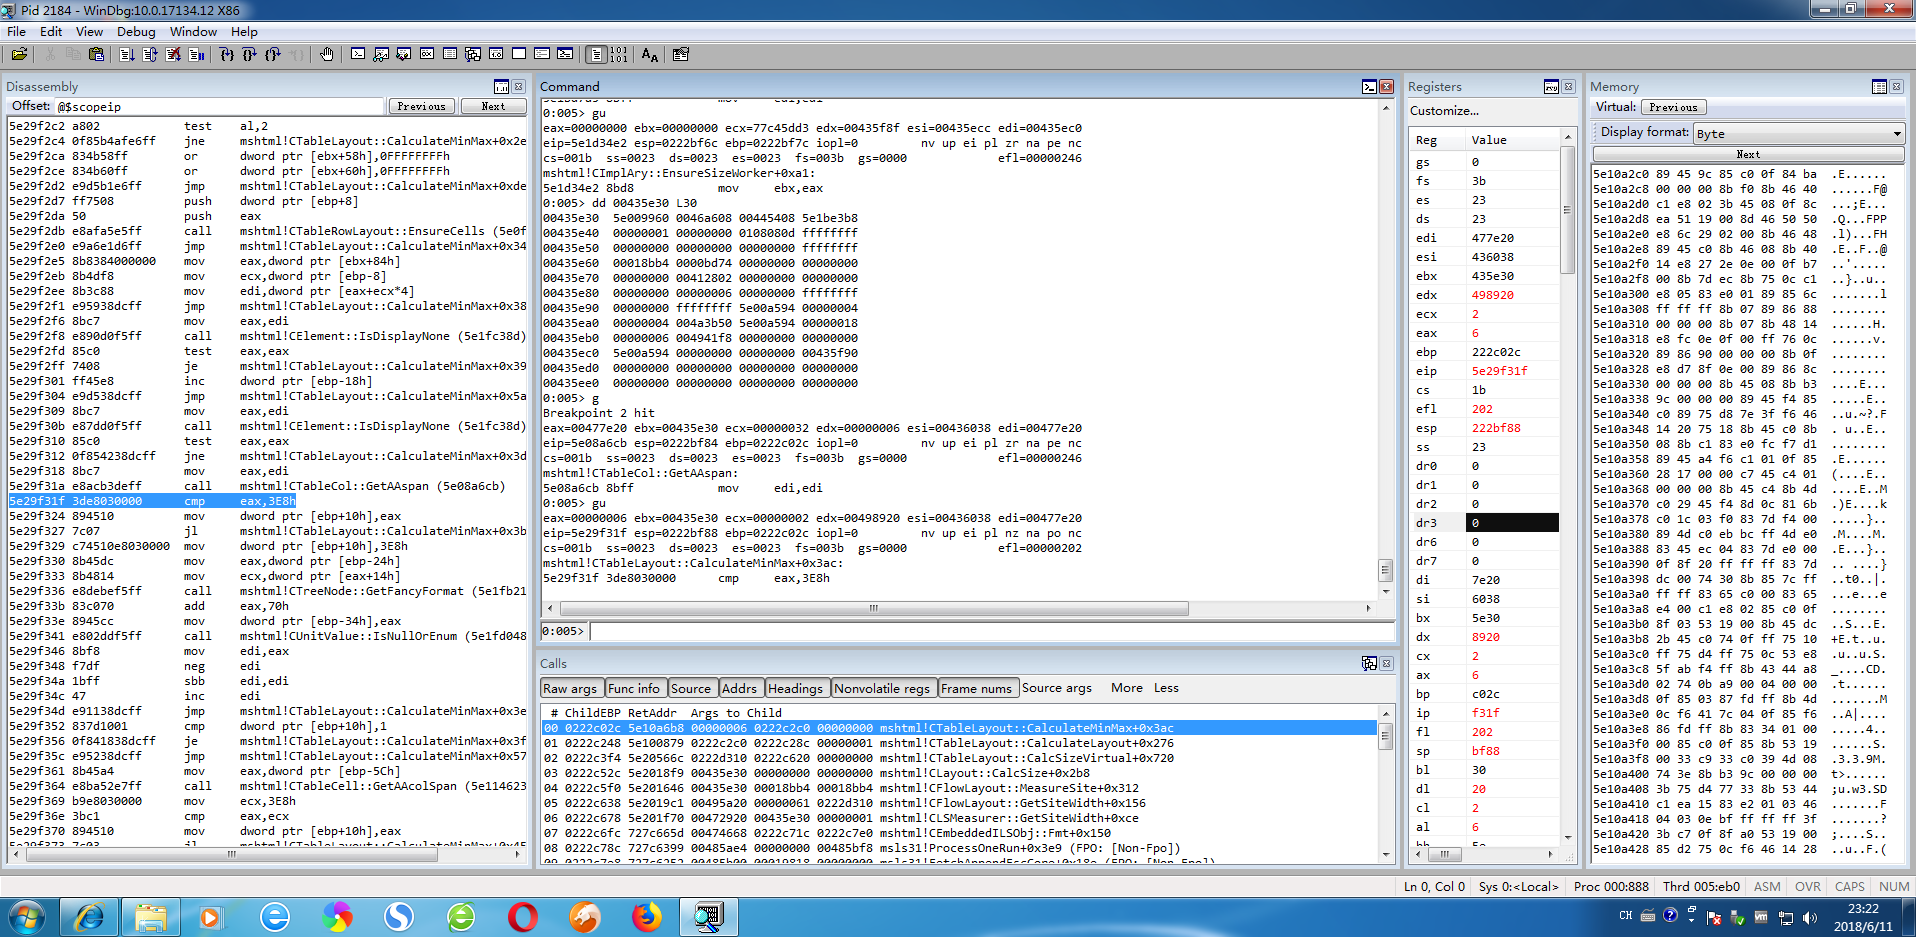 Pid 2184 - WinDbg:10.0.17134.12 X86
File Edit View Debug Window Help
Disassembly
Offset: @$scopeip Previous Next
5e29f2c2 a802 test al,2
5e29f2c4 0f85b4afe6ff jne mshtml!CTableLayout::CalculateMinMax+0x2e
5e29f2ca 834b58ff or dword ptr [ebx+58h],0FFFFFFFFh
5e29f2ce 834b60ff or dword ptr [ebx+60h],0FFFFFFFFh
5e29f2d2 e9d5b1e6ff jmp mshtml!CTableLayout::CalculateMinMax+0xde
5e29f2d7 ff7508 push dword ptr [ebp+8]
5e29f2da 50 push eax
5e29f2db e8afa5e5ff call mshtml!CTableRowLayout::EnsureCells (5e0f
5e29f2e0 e9a6e1d6ff jmp mshtml!CTableLayout::CalculateMinMax+0x34
5e29f2e5 8b8384000000 mov eax,dword ptr [ebx+84h]
5e29f2eb 8b4df8 mov ecx,dword ptr [ebp-8]
5e29f2ee 8b3c88 mov edi,dword ptr [eax+ecx*4]
5e29f2f1 e95938dcff jmp mshtml!CTableLayout::CalculateMinMax+0x38
5e29f2f6 8bc7 mov eax,edi
5e29f2f8 e890d0f5ff call mshtml!CElement::IsDisplayNone (5e1fc38d)
5e29f2fd 85c0 test eax,eax
5e29f2ff 7408 je mshtml!CTableLayout::CalculateMinMax+0x39
5e29f301 ff45e8 inc dword ptr [ebp-18h]
5e29f304 e9d538dcff jmp mshtml!CTableLayout::CalculateMinMax+0x5a
5e29f309 8bc7 mov eax,edi
5e29f30b e87dd0f5ff call mshtml!CElement::IsDisplayNone (5e1fc38d)
5e29f310 85c0 test eax,eax
5e29f312 0f854238dcff jne mshtml!CTableLayout::CalculateMinMax+0x3d
5e29f318 8bc7 mov eax,edi
5e29f31a e8acb3deff call mshtml!CTableCol::GetAAspan (5e08a6cb)
5e29f31f 3de8030000 cmp eax,3E8h
5e29f324 894510 mov dword ptr [ebp+10h],eax
5e29f327 7c07 jl mshtml!CTableLayout::CalculateMinMax+0x3b
5e29f329 c74510e8030000 mov dword ptr [ebp+10h],3E8h
5e29f330 8b45dc mov eax,dword ptr [ebp-24h]
5e29f333 8b4814 mov ecx,dword ptr [eax+14h]
5e29f336 e8debef5ff call mshtml!CTreeNode::GetFancyFormat (5e1fb21
5e29f33b 83c070 add eax,70h
5e29f33e 8945cc mov dword ptr [ebp-34h],eax
5e29f341 e802ddf5ff call mshtml!CUnitValue::IsNullOrEnum (5e1fd048
5e29f346 8bf8 mov edi,eax
5e29f348 f7df neg edi
5e29f34a 1bff sbb edi,edi
5e29f34c 47 inc edi
5e29f34d e91138dcff jmp mshtml!CTableLayout::CalculateMinMax+0x3e
5e29f352 837d1001 cmp dword ptr [ebp+10h],1
5e29f356 0f841838dcff je mshtml!CTableLayout::CalculateMinMax+0x3f
5e29f35c e95238dcff jmp mshtml!CTableLayout::CalculateMinMax+0x57
5e29f361 8b45a4 mov eax,dword ptr [ebp-5Ch]
5e29f364 e8ba52e7ff call mshtml!CTableCell::GetAAcolSpan (5e114623
5e29f369 b9e8030000 mov ecx,3E8h
5e29f36e 3bc1 cmp eax,ecx
5e29f370 894510 mov dword ptr [ebp+10h],eax
Command
0:005> gu
eax=00000000 ebx=00000000 ecx=77c45dd3 edx=00435f8f esi=00435ecc edi=00435ec0
eip=5e1d34e2 esp=0222bf6c ebp=0222bf7c iopl=0 nv up ei pl zr na pe nc
cs=001b ss=0023 ds=0023 es=0023 fs=003b gs=0000 efl=00000246
mshtml!CImplAry::EnsureSizeWorker+0xa1:
5e1d34e2 8bd8 mov ebx,eax
0:005> dd 00435e30 L30
00435e30 5e009960 0046a608 00445408 5e1be3b8
00435e40 00000001 00000000 0108080d ffffffff
00435e50 00000000 00000000 00000000 ffffffff
00435e60 00018bb4 0000bd74 00000000 00000000
00435e70 00000000 00412802 00000000 00000000
00435e80 00000000 00000006 00000000 ffffffff
00435e90 00000000 ffffffff 5e00a594 00000004
00435ea0 00000004 004a3b50 5e00a594 00000018
00435eb0 00000006 004941f8 00000000 00000000
00435ec0 5e00a594 00000000 00000000 00435f90
00435ed0 00000000 00000000 00000000 00000000
00435ee0 00000000 00000000 00000000 00000000
0:005> g
Breakpoint 2 hit
eax=00477e20 ebx=00435e30 ecx=00000032 edx=00000006 esi=00436038 edi=00477e20
eip=5e08a6cb esp=0222bf84 ebp=0222c02c iopl=0 nv up ei pl zr na pe nc
cs=001b ss=0023 ds=0023 es=0023 fs=003b gs=0000 efl=00000246
mshtml!CTableCol::GetAAspan:
5e08a6cb 8bff mov edi,edi
0:005> gu
eax=00000006 ebx=00435e30 ecx=00000002 edx=00498920 esi=00436038 edi=00477e20
eip=5e29f31f esp=0222bf88 ebp=0222c02c iopl=0 nv up ei pl nz na po nc
cs=001b ss=0023 ds=0023 es=0023 fs=003b gs=0000 efl=00000202
mshtml!CTableLayout::CalculateMinMax+0x3ac:
5e29f31f 3de8030000 cmp eax,3E8h
0:005>
Calls
Raw args Func info Source Addrs Headings Nonvolatile regs Frame nums Source args More Less
# ChildEBP RetAddr Args to Child
00 0222c02c 5e10a6b8 00000006 0222c2c0 00000000 mshtml!CTableLayout::CalculateMinMax+0x3ac
01 0222c248 5e100879 0222c2c0 0222c28c 00000001 mshtml!CTableLayout::CalculateLayout+0x276
02 0222c3f4 5e20566c 0222d310 0222c620 00000000 mshtml!CTableLayout::CalcSizeVirtual+0x720
03 0222c52c 5e2018f9 00435e30 00000000 00000000 mshtml!CLayout::CalcSize+0x2b8
04 0222c5f0 5e201646 00435e30 00018bb4 00018bb4 mshtml!CFlowLayout::MeasureSite+0x312
05 0222c638 5e2019c1 00495a20 00000061 0222d310 mshtml!CFlowLayout::GetSiteWidth+0x156
06 0222c678 5e201f70 00472920 00435e30 00000001 mshtml!CLSMeasurer::GetSiteWidth+0xce
07 0222c6fc 727c665d 00474668 0222c71c 0222c7e0 mshtml!CEmbeddedILSObj::Fmt+0x150
08 0222c78c 727c6399 00485ae4 00000000 00485bf8 msls31!ProcessOneRun+0x3e9 (FPO: [Non-Fpo])
09 0222c7e8 727c6252 00485b00 00019818 00000000 msls31!FetchAppendEscCore+0x18e (FPO: [Non-Fpo])
Registers
Customize...
Reg Value
gs 0
fs 3b
es 23
ds 23
edi 477e20
esi 436038
ebx 435e30
edx 498920
ecx 2
eax 6
ebp 222c02c
eip 5e29f31f
cs 1b
efl 202
esp 222bf88
ss 23
dr0 0
dr1 0
dr2 0
dr3 0
dr6 0
dr7 0
di 7e20
si 6038
bx 5e30
dx 8920
cx 2
ax 6
bp c02c
ip f31f
fl 202
sp bf88
bl 30
dl 20
cl 2
al 6
Memory
Virtual: Previous
Display format: Byte
Next
5e10a2c0 89 45 9c 85 c0 0f 84 ba .E......
5e10a2c8 00 00 00 8b f0 8b 46 40 ......F@
5e10a2d0 c1 e8 02 3b 45 08 0f 8c ...;E...
5e10a2d8 ea 51 19 00 8d 46 50 50 .Q...FPP
5e10a2e0 e8 6c 29 02 00 8b 46 48 .l)...FH
5e10a2e8 89 45 c0 8b 46 08 8b 40 .E..F..@
5e10a2f0 14 e8 27 2e 0e 00 0f b7 ..'.....
5e10a2f8 00 8b 7d ec 8b 75 0c c1 ..}..u..
5e10a300 e8 05 83 e0 01 89 85 6c .......l
5e10a308 ff ff ff 8b 07 89 86 88 ........
5e10a310 00 00 00 8b 07 8b 48 14 ......H.
5e10a318 e8 fc 0e 0f 00 ff 76 0c ......v.
5e10a320 89 86 90 00 00 00 8b 0f ........
5e10a328 e8 d7 8f 0e 00 89 86 8c ........
5e10a330 00 00 00 8b 45 08 8b b3 ....E...
5e10a338 9c 00 00 00 89 45 f4 85 .....E..
5e10a340 c0 89 75 d8 7e 3f f6 46 ..u.~?.F
5e10a348 14 20 75 18 8b 45 c0 8b . u..E..
5e10a350 08 8b c1 83 e0 fc f7 d1 ........
5e10a358 89 45 a4 f6 c1 01 0f 85 .E......
5e10a360 28 17 00 00 c7 45 c4 01 (....E..
5e10a368 00 00 00 8b 45 c4 8b 4d ....E..M
5e10a370 c0 29 45 f4 8d 0c 81 6b .)E....k
5e10a378 c0 1c 03 f0 83 7d f4 00 .....}..
5e10a380 89 4d c0 eb bc ff 4d e0 .M....M.
5e10a388 83 45 ec 04 83 7d e0 00 .E...}..
5e10a390 0f 8f 20 ff ff ff 83 7d .. ....}
5e10a398 dc 00 74 30 8b 85 7c ff ..t0..|.
5e10a3a0 ff ff 83 65 c0 00 83 65 ...e...e
5e10a3a8 e4 00 c1 e8 02 85 c0 0f ........
5e10a3b0 8f 03 53 19 00 8b 45 dc ..S...E.
5e10a3b8 2b 45 c0 74 0f ff 75 10 +E.t..u.
5e10a3c0 ff 75 d4 ff 75 0c 53 e8 .u..u.S.
5e10a3c8 5f ab f4 ff 8b 43 44 a8 _....CD.
5e10a3d0 02 74 0b a9 00 04 00 00 .t......
5e10a3d8 0f 85 03 87 fd ff 8b 4d .......M
5e10a3e0 0c f6 41 7c 04 0f 85 f6 ..A|....
5e10a3e8 86 fd ff 8b 83 34 01 00 .....4..
5e10a3f0 00 85 c0 0f 85 8b 53 19 ......S.
5e10a3f8 00 33 c9 33 c0 39 4d 08 .3.3.9M.
5e10a400 74 3e 8b b3 9c 00 00 00 t>......
5e10a408 3b 75 d4 77 33 8b 53 44 ;u.w3.SD
5e10a410 c1 ea 15 83 e2 01 03 46 .......F
5e10a418 04 03 0e bf ff ff ff 3f .......?
5e10a420 3b c7 0f 8f a0 53 19 00 ;....S..
5e10a428 85 d2 75 0c f6 46 14 28 ..u..F.(
Ln 0, Col 0 Sys 0:<Local> Proc 000:888 Thrd 005:eb0 ASM OVR CAPS NUM
CH
23:22
2018/6/11